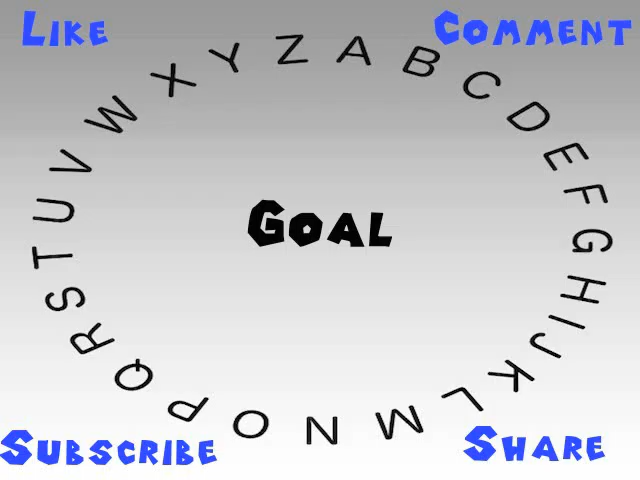 Like
Comment
A B C D E F G H I J K L M N O P Q R S T U V W X Y Z
Goal
Subscribe
Share